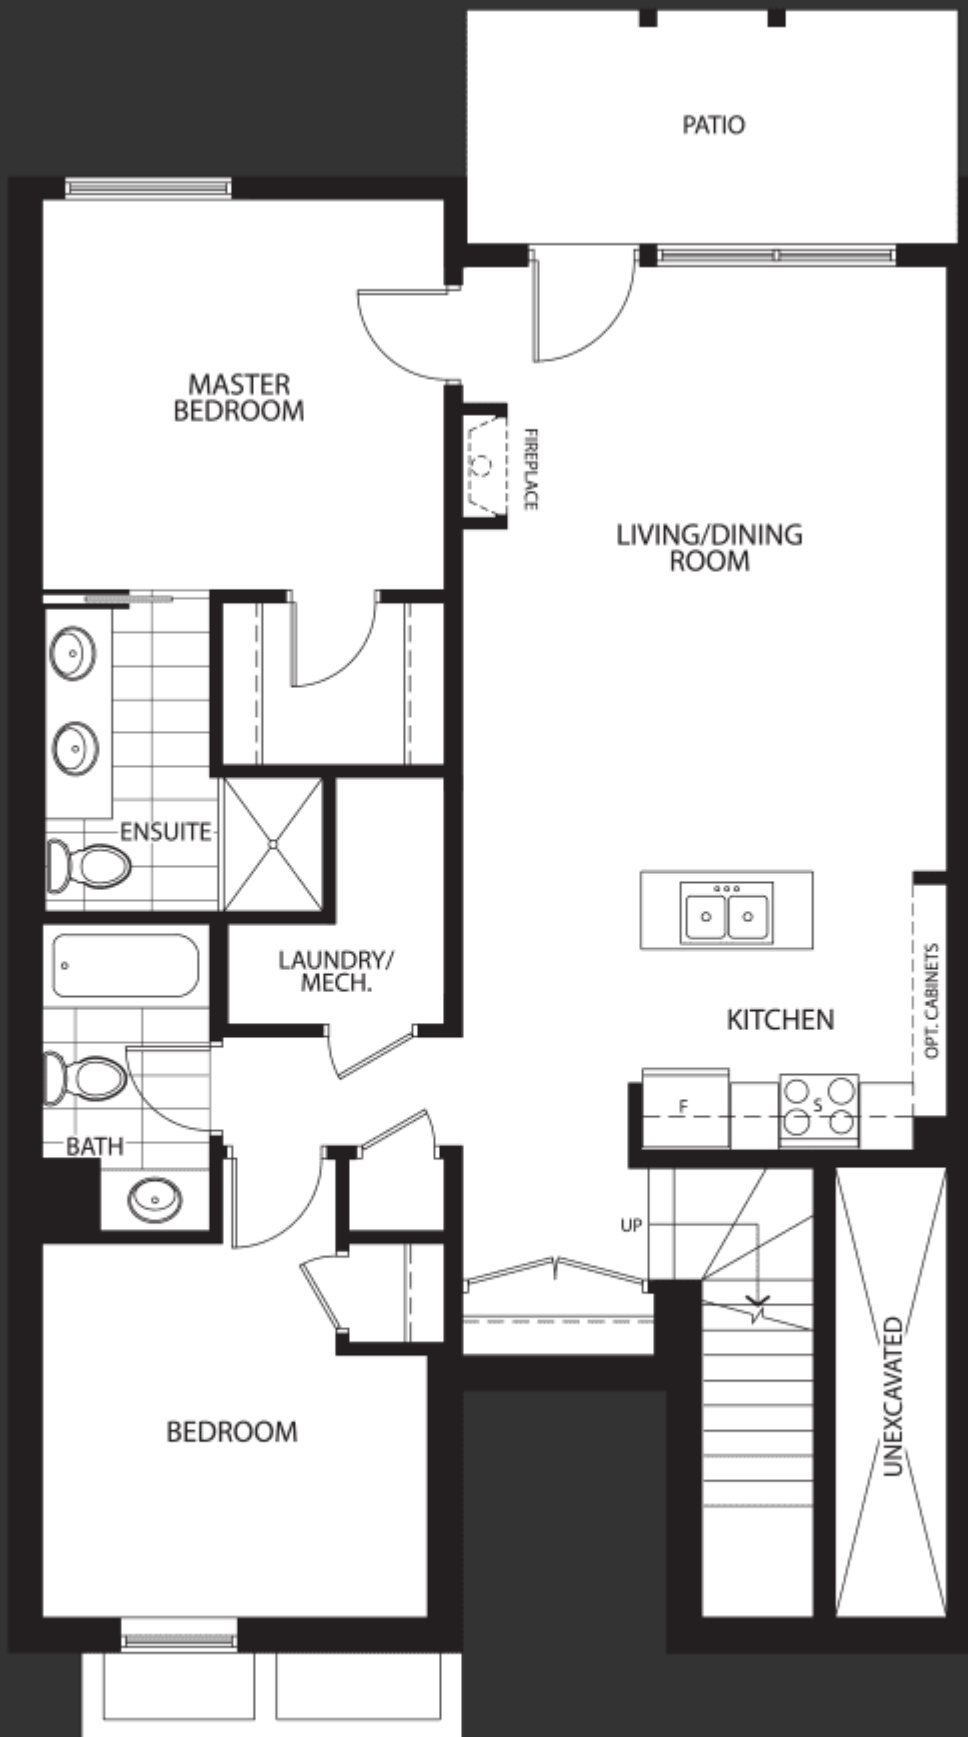 PATIO
MASTER
BEDROOM
FIREPLACE
LIVING/DINING
ROOM
ENSUITE
LAUNDRY/
MECH.
OPT. CABINETS
KITCHEN
F
S
BATH
UP
UNEXCAVATED
BEDROOM